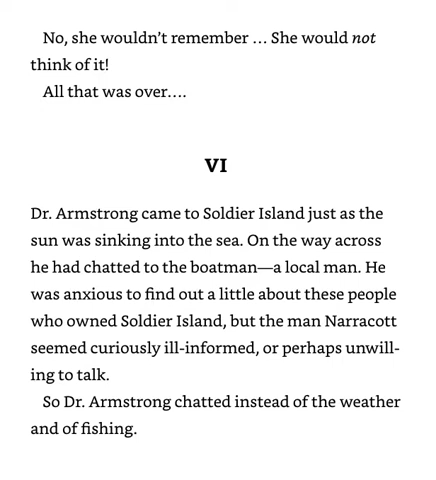 No, she wouldn’t remember … She would not
think of it!
All that was over.…
VI
Dr. Armstrong came to Soldier Island just as the
sun was sinking into the sea. On the way across
he had chatted to the boatman—a local man. He
was anxious to find out a little about these people
who owned Soldier Island, but the man Narracott
seemed curiously ill-informed, or perhaps unwill-
ing to talk.
So Dr. Armstrong chatted instead of the weather
and of fishing.